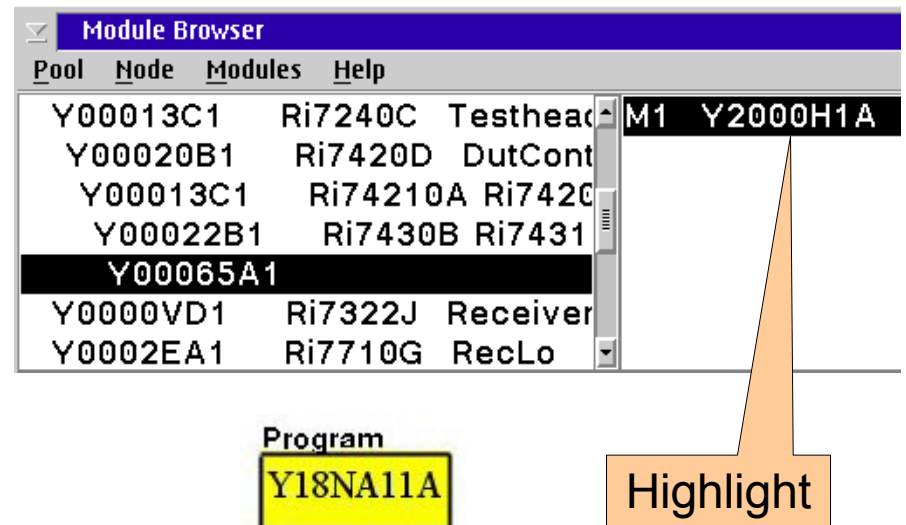 Module Browser
Pool Node Modules Help
Y00013C1 Ri7240C Testhead
Y00020B1 Ri7420D DutCont
Y00013C1 Ri74210A Ri7420
Y00022B1 Ri7430B Ri7431
Y00065A1
Y0000VD1 Ri7322J Receiver
Y0002EA1 Ri7710G RecLo
M1 Y2000H1A
Program
Y18NA11A
Highlight